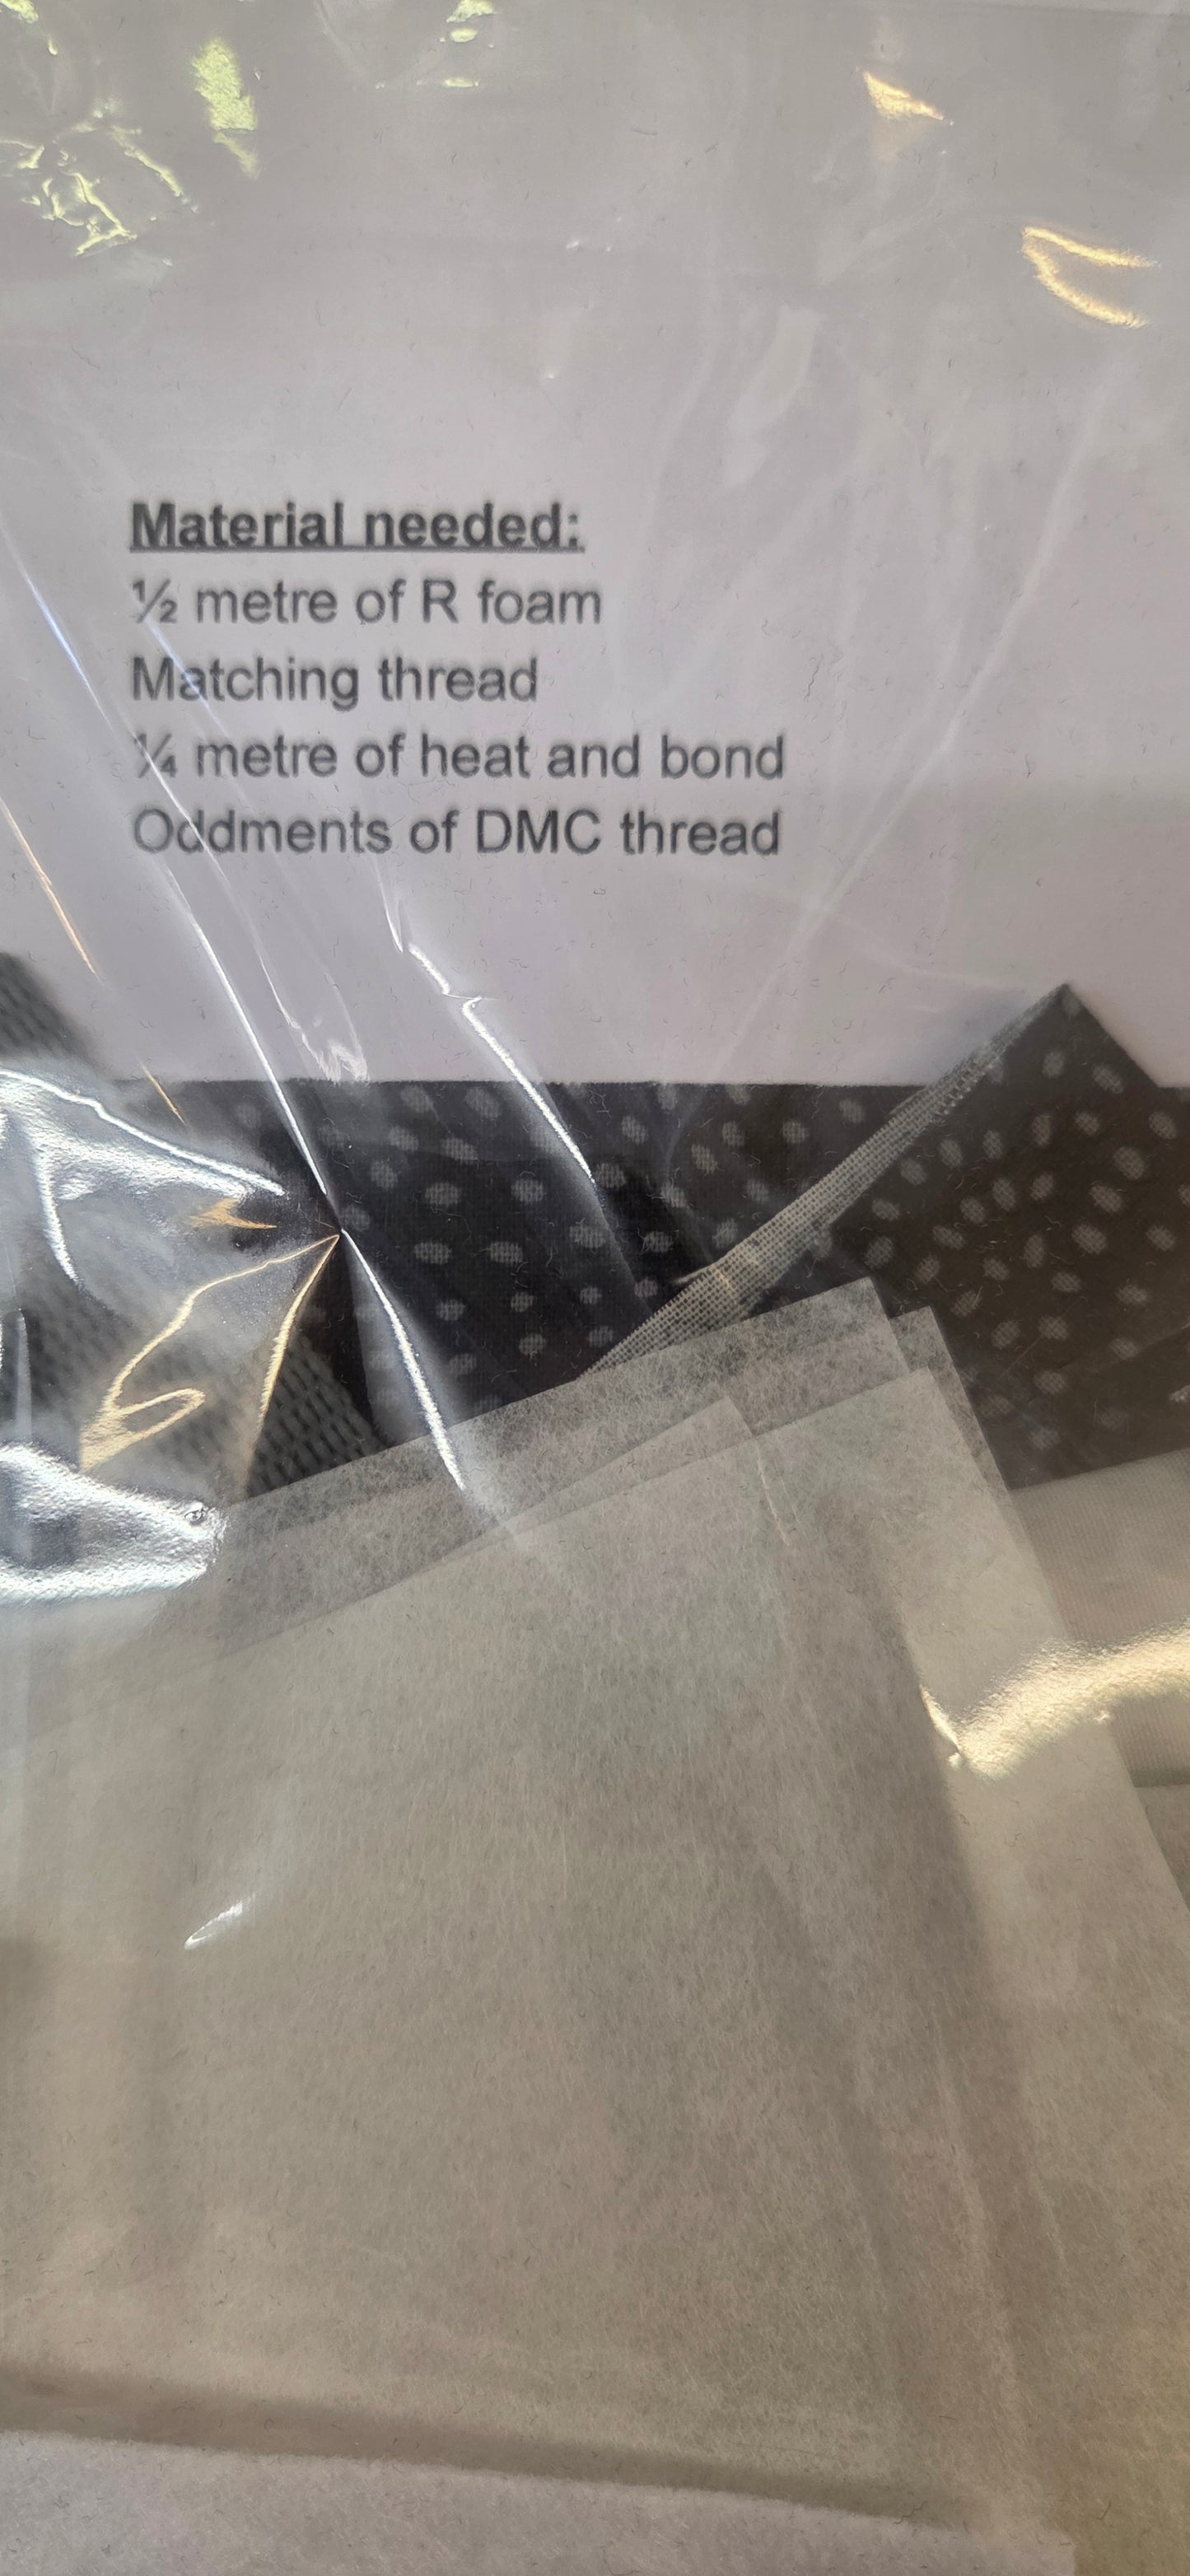 Material needed:
½ metre of R foam
Matching thread
¼ metre of heat and bond
Oddments of DMC thread